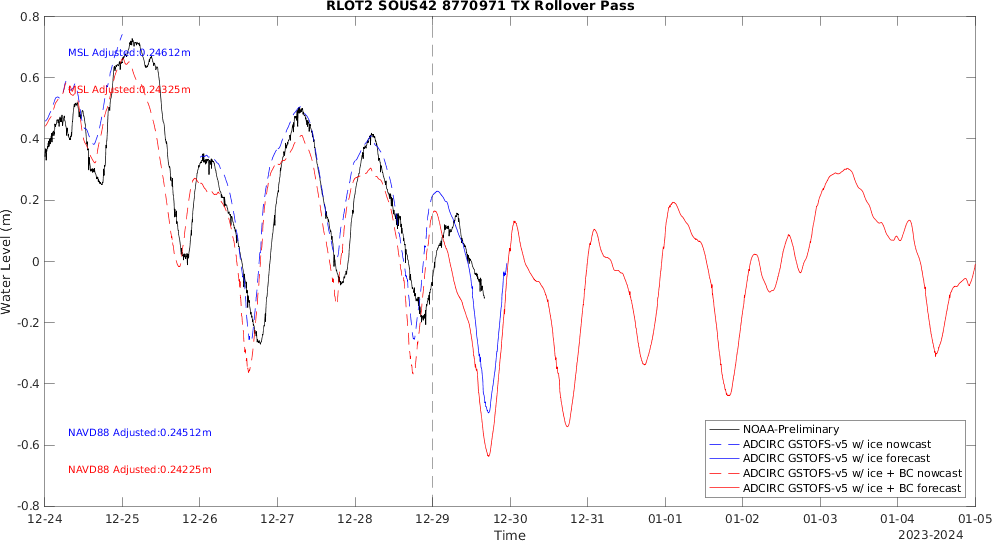 RLOT2 SOUS42 8770971 TX Rollover Pass
0.8
0.6
0.4
0.2
0
-0.2
-0.4
-0.6
-0.8
Water Level (m)
MSL Adjusted:0.24612m
MSL Adjusted:0.24325m
NAVD88 Adjusted:0.24512m
NAVD88 Adjusted:0.24225m
NOAA-Preliminary
ADCIRC GSTOFS-v5 w/ ice nowcast
ADCIRC GSTOFS-v5 w/ ice forecast
ADCIRC GSTOFS-v5 w/ ice + BC nowcast
ADCIRC GSTOFS-v5 w/ ice + BC forecast
12-24 12-25 12-26 12-27 12-28 12-29 12-30 12-31 01-01 01-02 01-03 01-04 01-05
Time
2023-2024